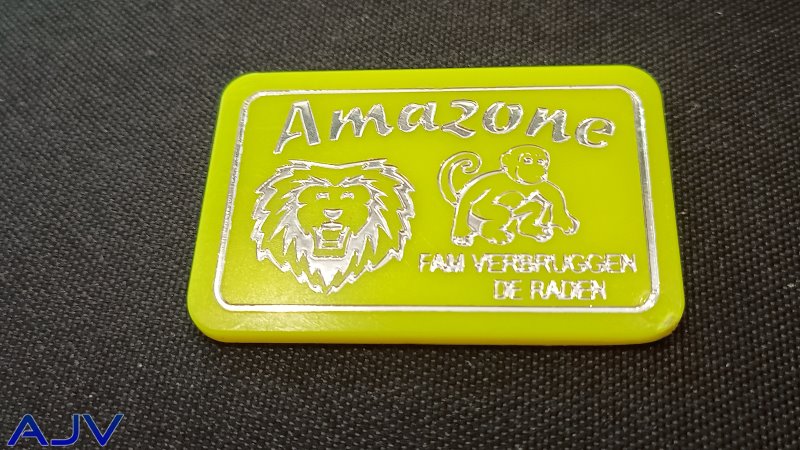 Amazone
FAM VERBRUGGEN
DE RADEN
AJV